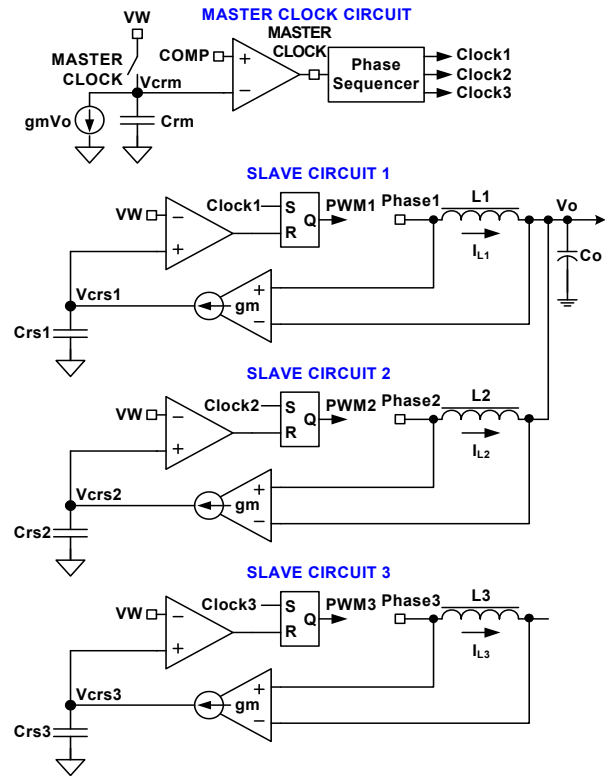 MASTER CLOCK CIRCUIT
VW
MASTER
CLOCK
COMP
MASTER
CLOCK
Phase
Sequencer
Clock1
Clock2
Clock3
Vcrm
gmVo
Crm
+
−
SLAVE CIRCUIT 1
VW
−
+
Clock1
S
R
Q
PWM1
Phase1
L1
Vo
IL1
Co
Vcrs1
gm
+
−
Crs1
SLAVE CIRCUIT 2
VW
−
+
Clock2
S
R
Q
PWM2
Phase2
L2
IL2
Vcrs2
gm
+
−
Crs2
SLAVE CIRCUIT 3
VW
−
+
Clock3
S
R
Q
PWM3
Phase3
L3
IL3
Vcrs3
gm
+
−
Crs3